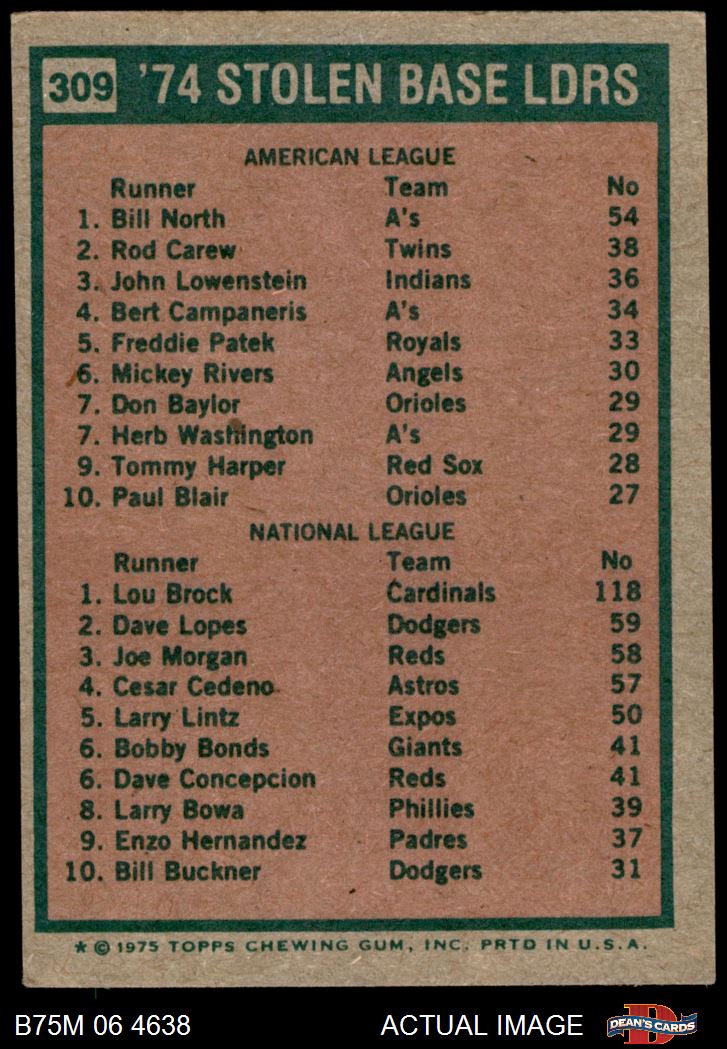 309 '74 STOLEN BASE LDRS
AMERICAN LEAGUE
Runner Team No
1. Bill North A's 54
2. Rod Carew Twins 38
3. John Lowenstein Indians 36
4. Bert Campaneris A's 34
5. Freddie Patek Royals 33
6. Mickey Rivers Angels 30
7. Don Baylor Orioles 29
7. Herb Washington A's 29
9. Tommy Harper Red Sox 28
10. Paul Blair Orioles 27
NATIONAL LEAGUE
Runner Team No
1. Lou Brock Cardinals 118
2. Dave Lopes Dodgers 59
3. Joe Morgan Reds 58
4. Cesar Cedeno Astros 57
5. Larry Lintz Expos 50
6. Bobby Bonds Giants 41
6. Dave Concepcion Reds 41
8. Larry Bowa Phillies 39
9. Enzo Hernandez Padres 37
10. Bill Buckner Dodgers 31
* © 1975 TOPPS CHEWING GUM, INC. PRTD IN U.S.A.
B75M 06 4638 ACTUAL IMAGE D DEAN'S CARDS